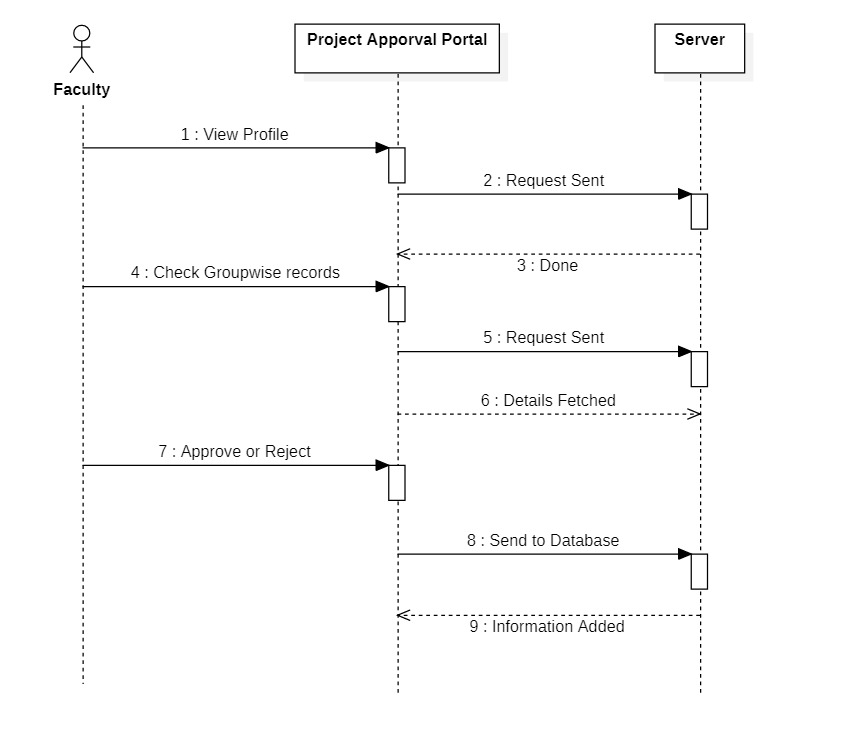 Project Apporval Portal
Server
Faculty
1 : View Profile
2 : Request Sent
3 : Done
4 : Check Groupwise records
5 : Request Sent
6 : Details Fetched
7 : Approve or Reject
8 : Send to Database
9 : Information Added